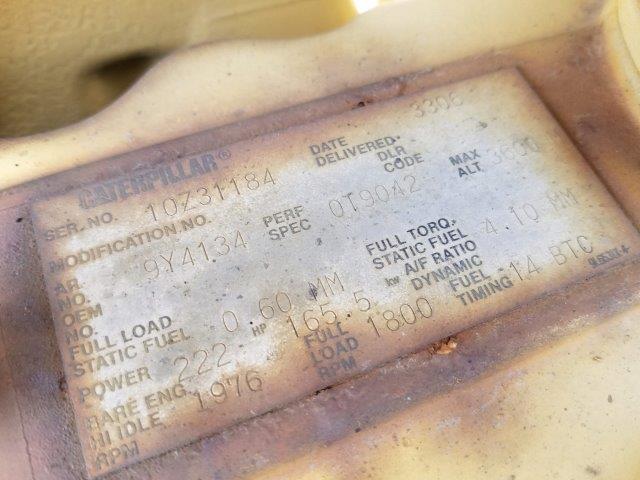 CATERPILLAR®
3306
SER. NO. 10Z31184 DATE DELIVERED
MODIFICATION NO. DLR CODE MAX ALT.
AR. NO. 9Y4134 PERF SPEC 0T9042
OEM NO. FULL TORQ. STATIC FUEL 4.10 MM
FULL LOAD STATIC FUEL 0.60 MM A/F RATIO DYNAMIC
POWER 222 HP 165.5 kw FUEL TIMING -14 BTC
BARE ENG. HI IDLE RPM 1976 FULL LOAD RPM 1800